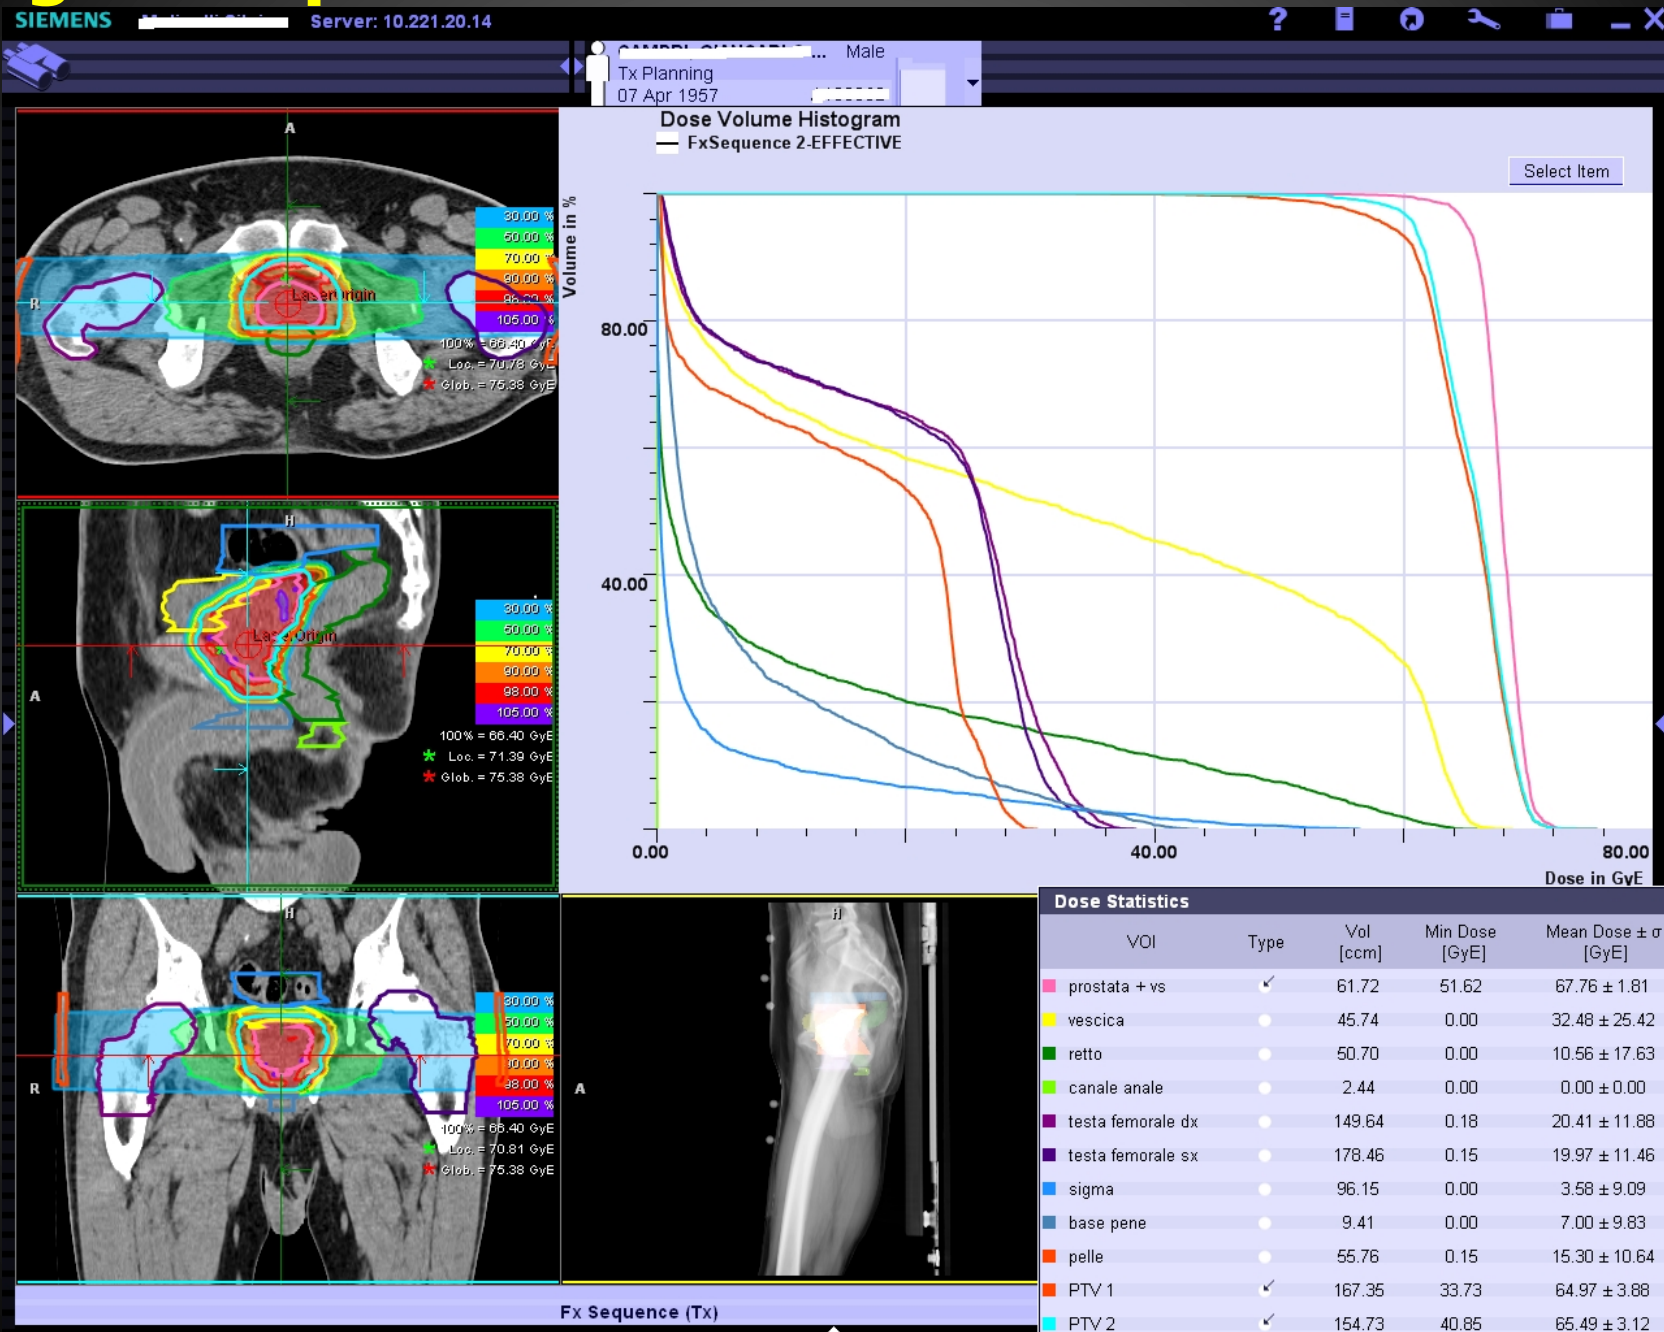 SIEMENS
Server: 10.221.20.14
?
... Male
Tx Planning
07 Apr 1957
Dose Volume Histogram
FxSequence 2-EFFECTIVE
Select Item
A
R
LaserOrigin
30.00 %
50.00 %
70.00 %
90.00 %
98.00 %
105.00 %
100% = 66.40 GyE
Loc. = 70.78 GyE
Glob. = 75.38 GyE
Volume in %
80.00
40.00
0.00
40.00
80.00
Dose in GyE
H
A
LaserOrigin
30.00 %
50.00 %
70.00 %
90.00 %
98.00 %
105.00 %
100% = 66.40 GyE
Loc. = 71.39 GyE
Glob. = 75.38 GyE
H
R
30.00 %
50.00 %
70.00 %
90.00 %
98.00 %
105.00 %
100% = 66.40 GyE
Loc. = 70.81 GyE
Glob. = 75.38 GyE
H
A
Fx Sequence (Tx)
Dose Statistics
VOI Type Vol [ccm] Min Dose [GyE] Mean Dose ± σ [GyE]
prostata + vs 61.72 51.62 67.76 ± 1.81
vescica 45.74 0.00 32.48 ± 25.42
retto 50.70 0.00 10.56 ± 17.63
canale anale 2.44 0.00 0.00 ± 0.00
testa femorale dx 149.64 0.18 20.41 ± 11.88
testa femorale sx 178.46 0.15 19.97 ± 11.46
sigma 96.15 0.00 3.58 ± 9.09
base pene 9.41 0.00 7.00 ± 9.83
pelle 55.76 0.15 15.30 ± 10.64
PTV 1 167.35 33.73 64.97 ± 3.88
PTV 2 154.73 40.85 65.49 ± 3.12